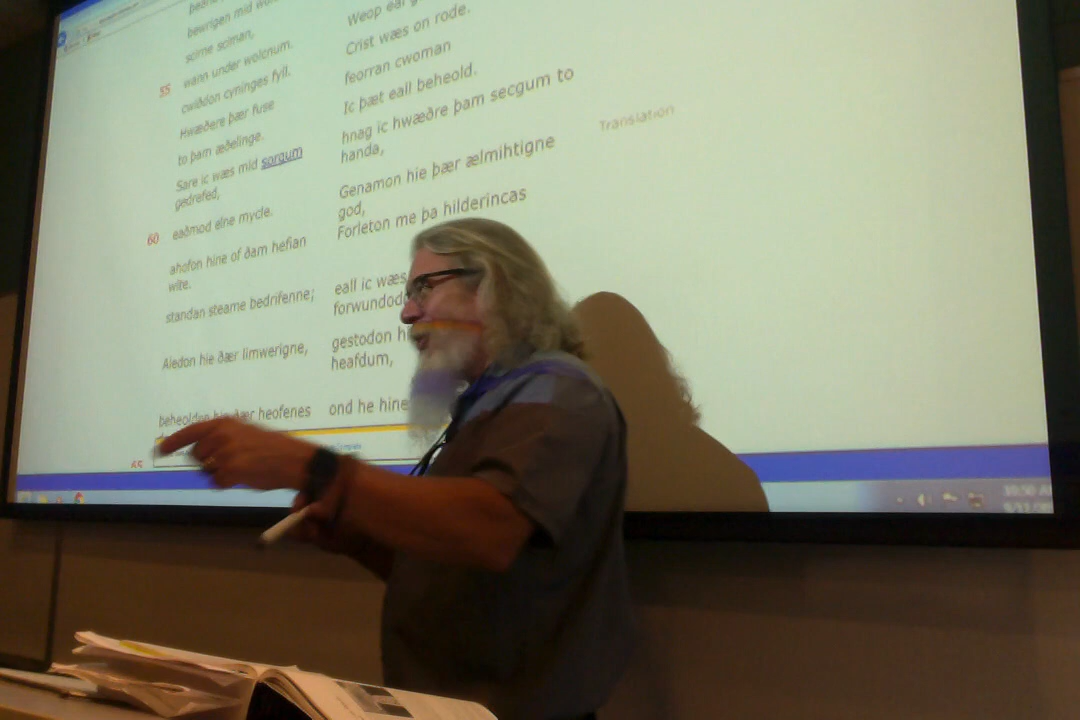 bewrigen mid
Weop eal
scirne sciman,
Crist wæs on rode.
55 wann under wolcnum.
feorran cwoman
cwiðdon cyninges fyll.
Ic þæt eall beheold.
Hwæðere þær fuse
hnag ic hwæðre þam secgum to
handa,
to þam æðelinge.
Translation
Sare ic wæs mid sorgum
gedrefed,
Genamon hie þær ælmihtigne
god,
60 eaðmod elne mycle.
Forleton me þa hilderincas
ahofon hine of ðam hefian
wite.
standan steame bedrifenne;
eall ic wæs
forwundod
Aledon hie ðær limwerigne,
gestodon h
heafdum,
beheoldon hie ðær heofenes
ond he hine